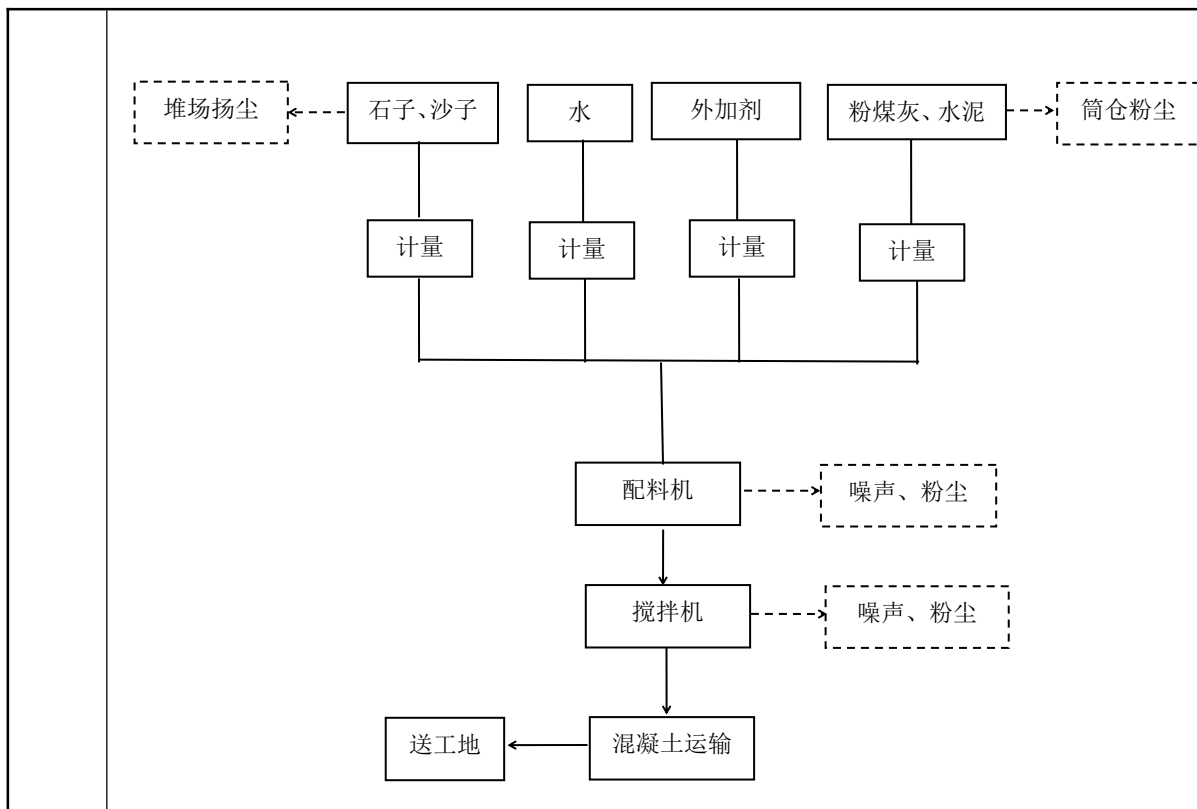 堆场扬尘
石子、沙子
水
外加剂
粉煤灰、水泥
筒仓粉尘
计量
计量
计量
计量
配料机
噪声、粉尘
搅拌机
噪声、粉尘
送工地
混凝土运输